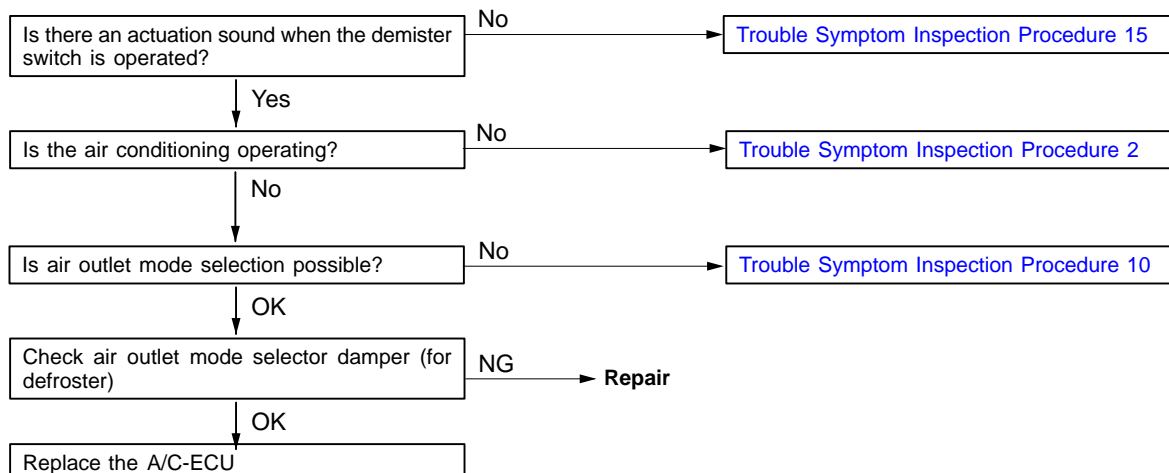 Is there an actuation sound when the demister
switch is operated?
No
Trouble Symptom Inspection Procedure 15
Yes
Is the air conditioning operating?
No
Trouble Symptom Inspection Procedure 2
No
Is air outlet mode selection possible?
No
Trouble Symptom Inspection Procedure 10
OK
Check air outlet mode selector damper (for
defroster)
NG
Repair
OK
Replace the A/C-ECU